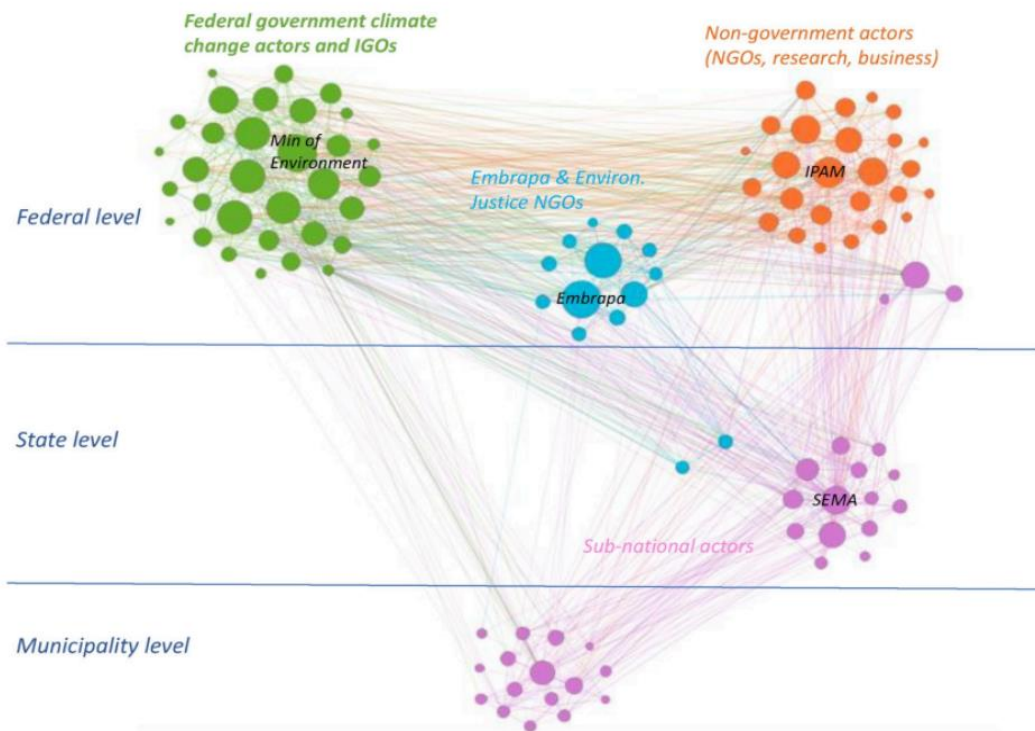 Federal government climate
change actors and IGOs
Non-government actors
(NGOs, research, business)
Min of
Environment
IPAM
Embrapa & Environ.
Justice NGOs
Federal level
Embrapa
State level
SEMA
Sub-national actors
Municipality level